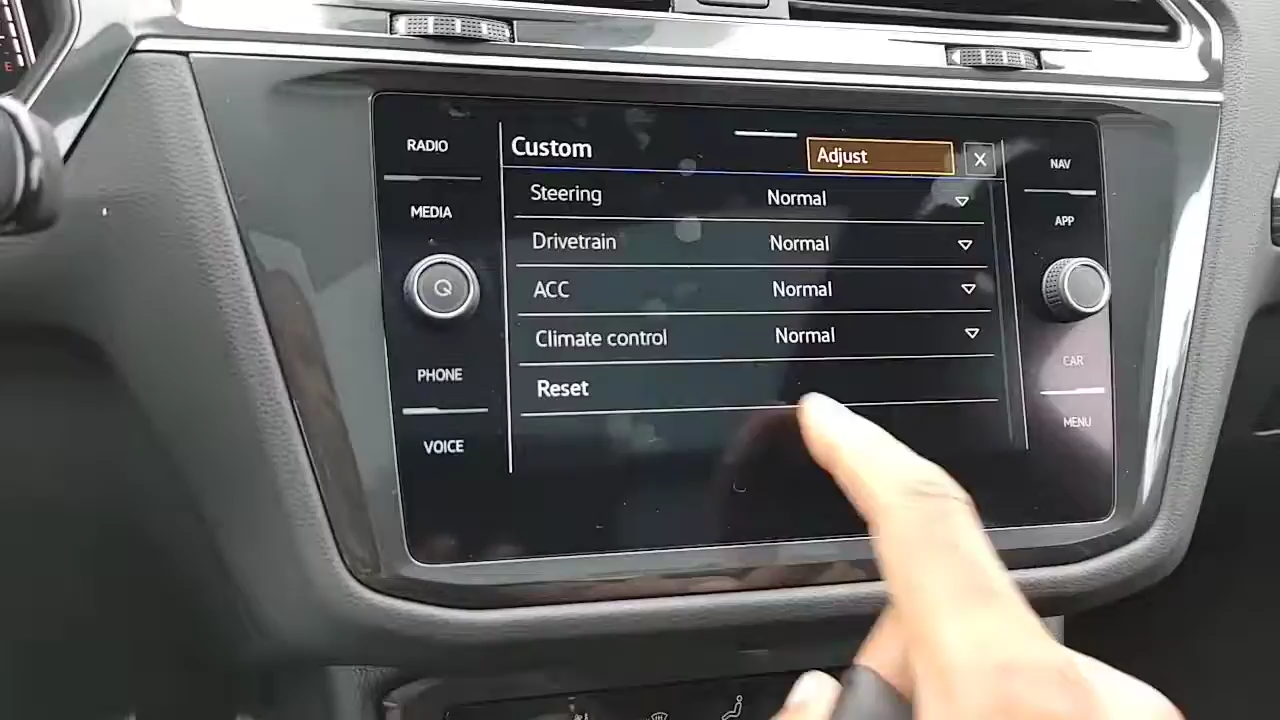 RADIO
MEDIA
PHONE
VOICE
Custom
Adjust
X
Steering Normal
Drivetrain Normal
ACC Normal
Climate control Normal
Reset
NAV
APP
CAR
MENU
E